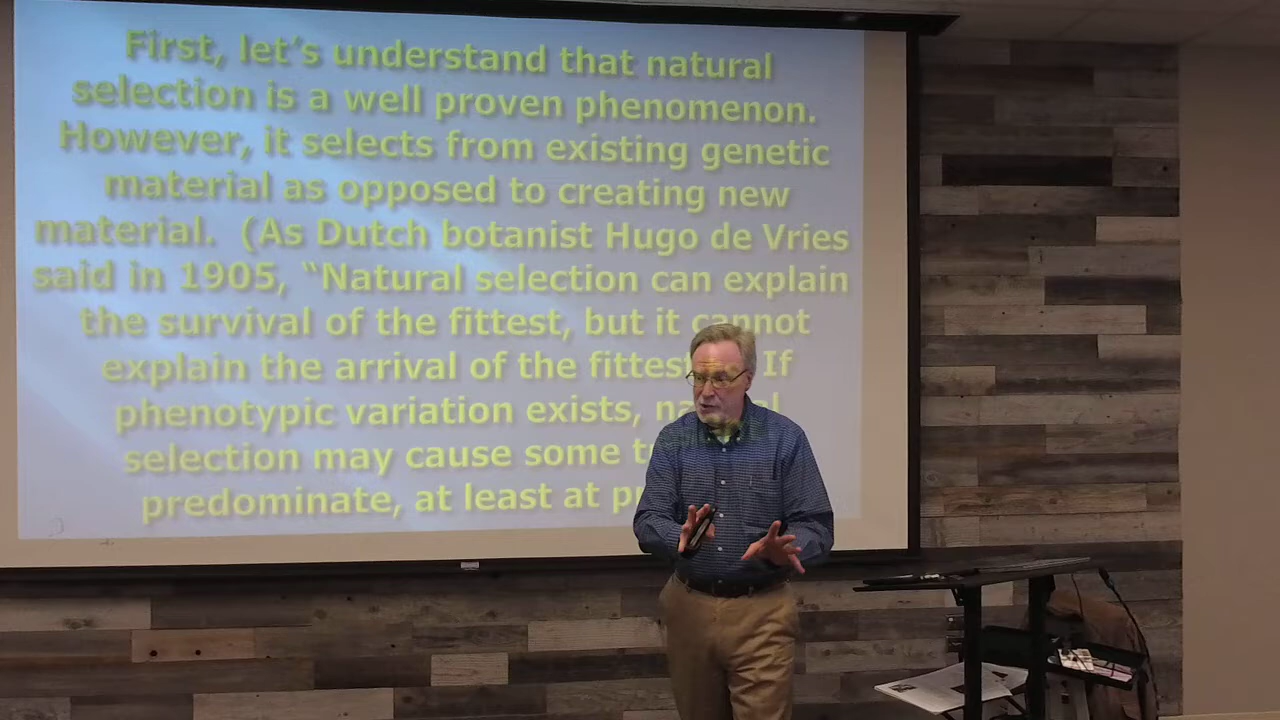 First, let's understand that natural
selection is a well proven phenomenon.
However, it selects from existing genetic
material as opposed to creating new
material. (As Dutch botanist Hugo de Vries
said in 1905, "Natural selection can explain
the survival of the fittest, but it cannot
explain the arrival of the fittest If
phenotypic variation exists,
selection may cause some
predominate, at least at